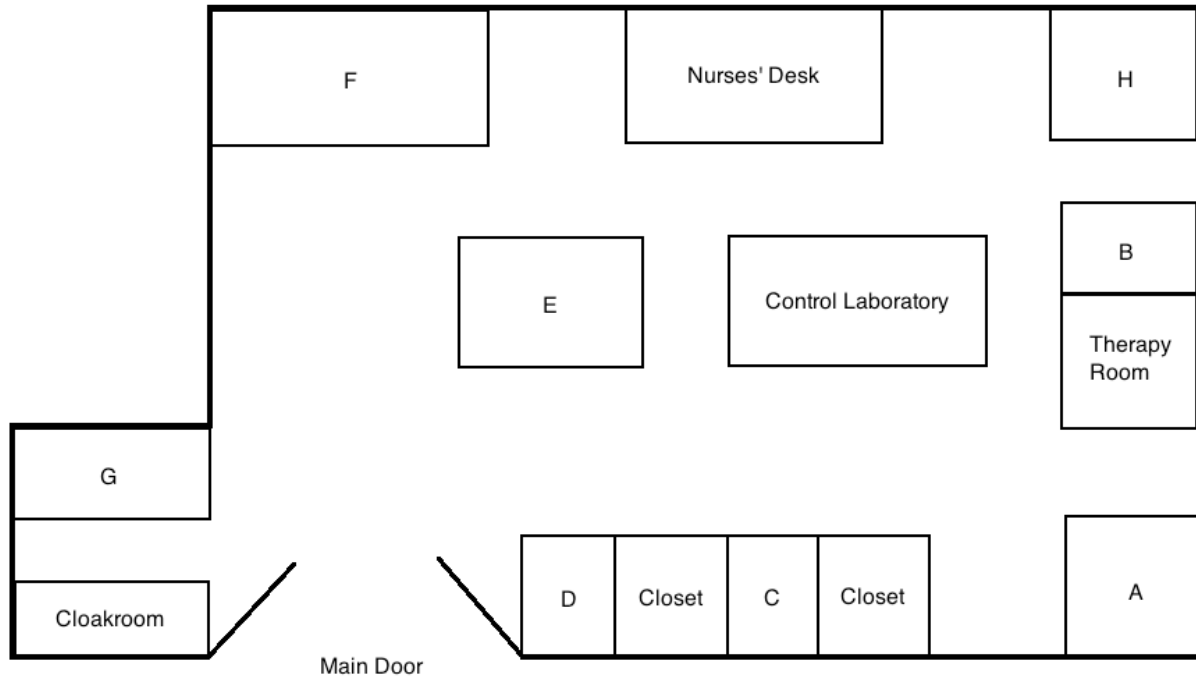 F
Nurses' Desk
H
B
E
Control Laboratory
Therapy
Room
G
D
Closet
C
Closet
A
Cloakroom
Main Door